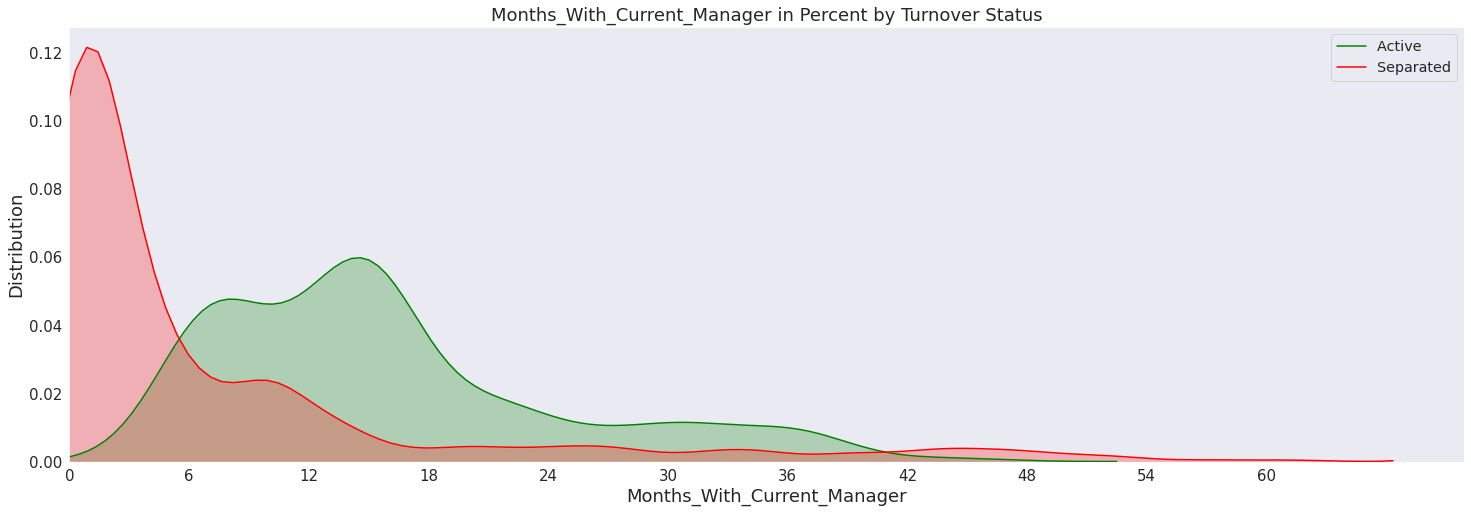 Months_With_Current_Manager in Percent by Turnover Status
Active
Separated
Distribution
0.12
0.10
0.08
0.06
0.04
0.02
0.00
0 6 12 18 24 30 36 42 48 54 60
Months_With_Current_Manager